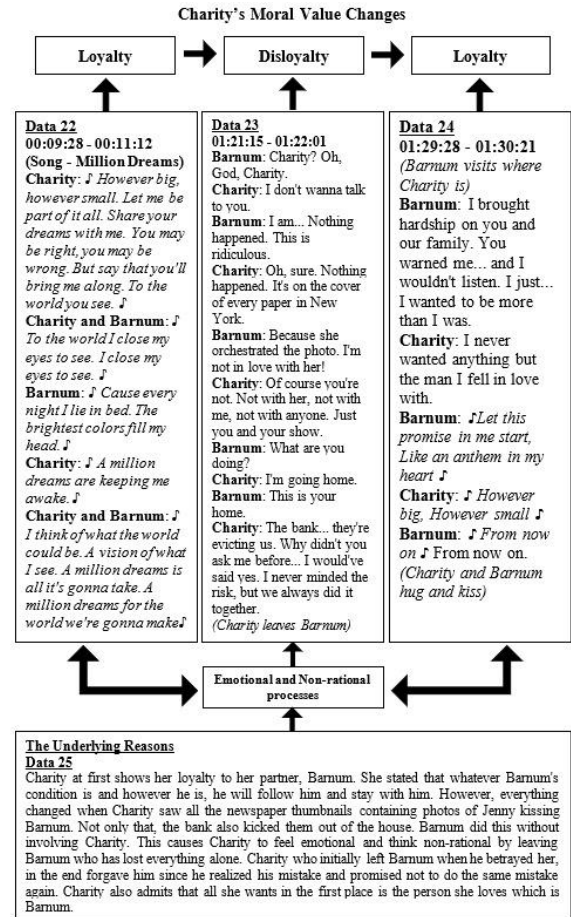 Charity's Moral Value Changes
Loyalty
Disloyalty
Loyalty
Data 22
00:09:28 - 00:11:12
(Song - Million Dreams)
Charity: ♪ However big,
however small. Let me be
part of it all. Share your
dreams with me. You may
be right, you may be
wrong. But say that you'll
bring me along. To the
world you see. ♪
Charity and Barnum: ♪
To the world I close my
eyes to see. I close my
eyes to see. ♪
Barnum: ♪ Cause every
night I lie in bed. The
brightest colors fill my
head. ♪
Charity: ♪ A million
dreams are keeping me
awake. ♪
Charity and Barnum: ♪
I think of what the world
could be. A vision of what
I see. A million dreams is
all it's gonna take. A
million dreams for the
world we're gonna make♪
Data 23
01:21:15 - 01:22:01
Barnum: Charity? Oh,
God, Charity.
Charity: I don't wanna talk
to you.
Barnum: I am... Nothing
happened. This is
ridiculous.
Charity: Oh, sure. Nothing
happened. It's on the cover
of every paper in New
York.
Barnum: Because she
orchestrated the photo. I'm
not in love with her!
Charity: Of course you're
not. Not with her, not with
me, not with anyone. Just
you and your show.
Barnum: What are you
doing?
Charity: I'm going home.
Barnum: This is your
home.
Charity: The bank... they're
evicting us. Why didn't you
ask me before... I would've
said yes. I never minded the
risk, but we always did it
together.
(Charity leaves Barnum)
Data 24
01:29:28 - 01:30:21
(Barnum visits where
Charity is)
Barnum: I brought
hardship on you and
our family. You
warned me... and I
wouldn't listen. I just...
I wanted to be more
than I was.
Charity: I never
wanted anything but
the man I fell in love
with.
Barnum: ♪Let this
promise in me start,
Like an anthem in my
heart ♪
Charity: ♪ However
big, However small ♪
Barnum: ♪ From now
on ♪ From now on.
(Charity and Barnum
hug and kiss)
Emotional and Non-rational
processes
The Underlying Reasons
Data 25
Charity at first shows her loyalty to her partner, Barnum. She stated that whatever Barnum's
condition is and however he is, he will follow him and stay with him. However, everything
changed when Charity saw all the newspaper thumbnails containing photos of Jenny kissing
Barnum. Not only that, the bank also kicked them out of the house. Barnum did this without
involving Charity. This causes Charity to feel emotional and think non-rational by leaving
Barnum who has lost everything alone. Charity who initially left Barnum when he betrayed her,
in the end forgave him since he realized his mistake and promised not to do the same mistake
again. Charity also admits that all she wants in the first place is the person she loves which is
Barnum.